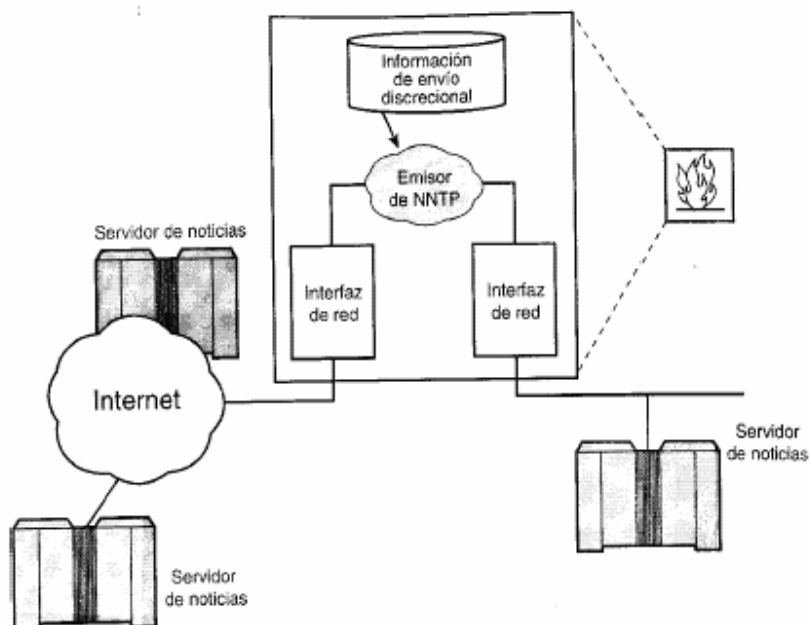 Información
de envío
discrecional
Emisor
de NNTP
Servidor de noticias
Interfaz
de red
Interfaz
de red
Internet
Servidor
de noticias
Servidor
de noticias